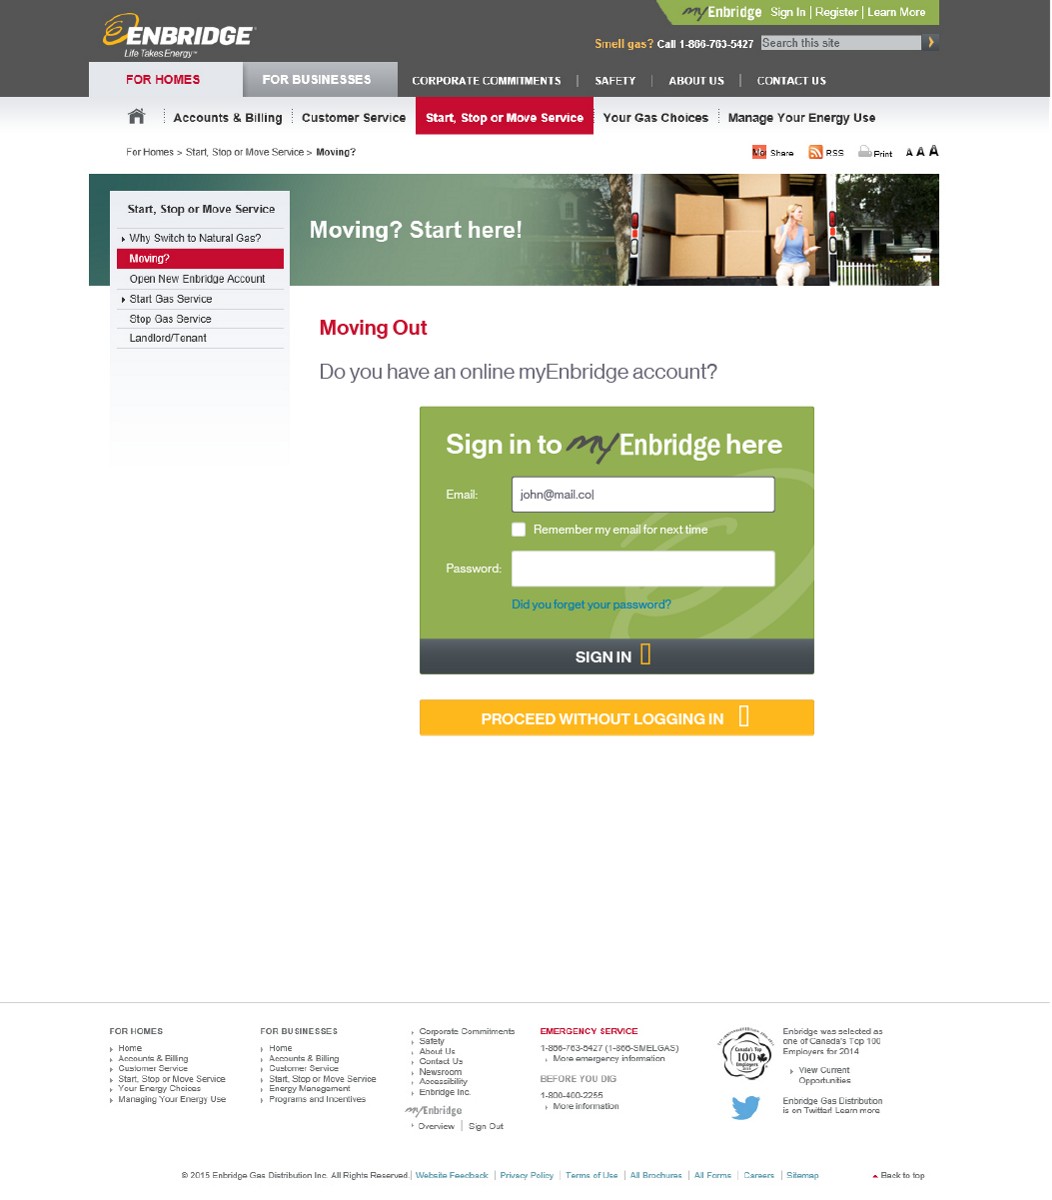 myEnbridge Sign In | Register | Learn More
ENBRIDGE
Life Takes Energy™
Smell gas? Call 1-866-763-5427 Search this site
FOR HOMES FOR BUSINESSES CORPORATE COMMITMENTS | SAFETY | ABOUT US | CONTACT US
Accounts & Billing Customer Service Start, Stop or Move Service Your Gas Choices Manage Your Energy Use
For Homes > Start, Stop or Move Service > Moving? Share RSS Print A A A
Start, Stop or Move Service
Why Switch to Natural Gas?
Moving?
Open New Enbridge Account
Start Gas Service
Stop Gas Service
Landlord/Tenant
Moving? Start here!
Moving Out
Do you have an online myEnbridge account?
Sign in to myEnbridge here
Email: john@mail.co
Remember my email for next time
Password:
Did you forget your password?
SIGN IN
PROCEED WITHOUT LOGGING IN
FOR HOMES
Home
Accounts & Billing
Customer Service
Start, Stop or Move Service
Your Energy Choices
Managing Your Energy Use
FOR BUSINESSES
Home
Accounts & Billing
Customer Service
Start, Stop or Move Service
Energy Management
Programs and Incentives
Corporate Commitments
Safety
About Us
Contact Us
Newsroom
Accessibility
Enbridge Inc.
myEnbridge
Overview | Sign Out
EMERGENCY SERVICE
1-866-763-5427 (1-866-SMELGAS)
More emergency information
BEFORE YOU DIG
1-800-400-2255
More information
Canada's Top
100
Employers
Enbridge was selected as
one of Canada's Top 100
Employers for 2014
View Current
Opportunities
Enbridge Gas Distribution
is on Twitter! Learn more
© 2015 Enbridge Gas Distribution Inc. All Rights Reserved | Website Feedback | Privacy Policy | Terms of Use | All Brochures | All Forms | Careers | Sitemap Back to top